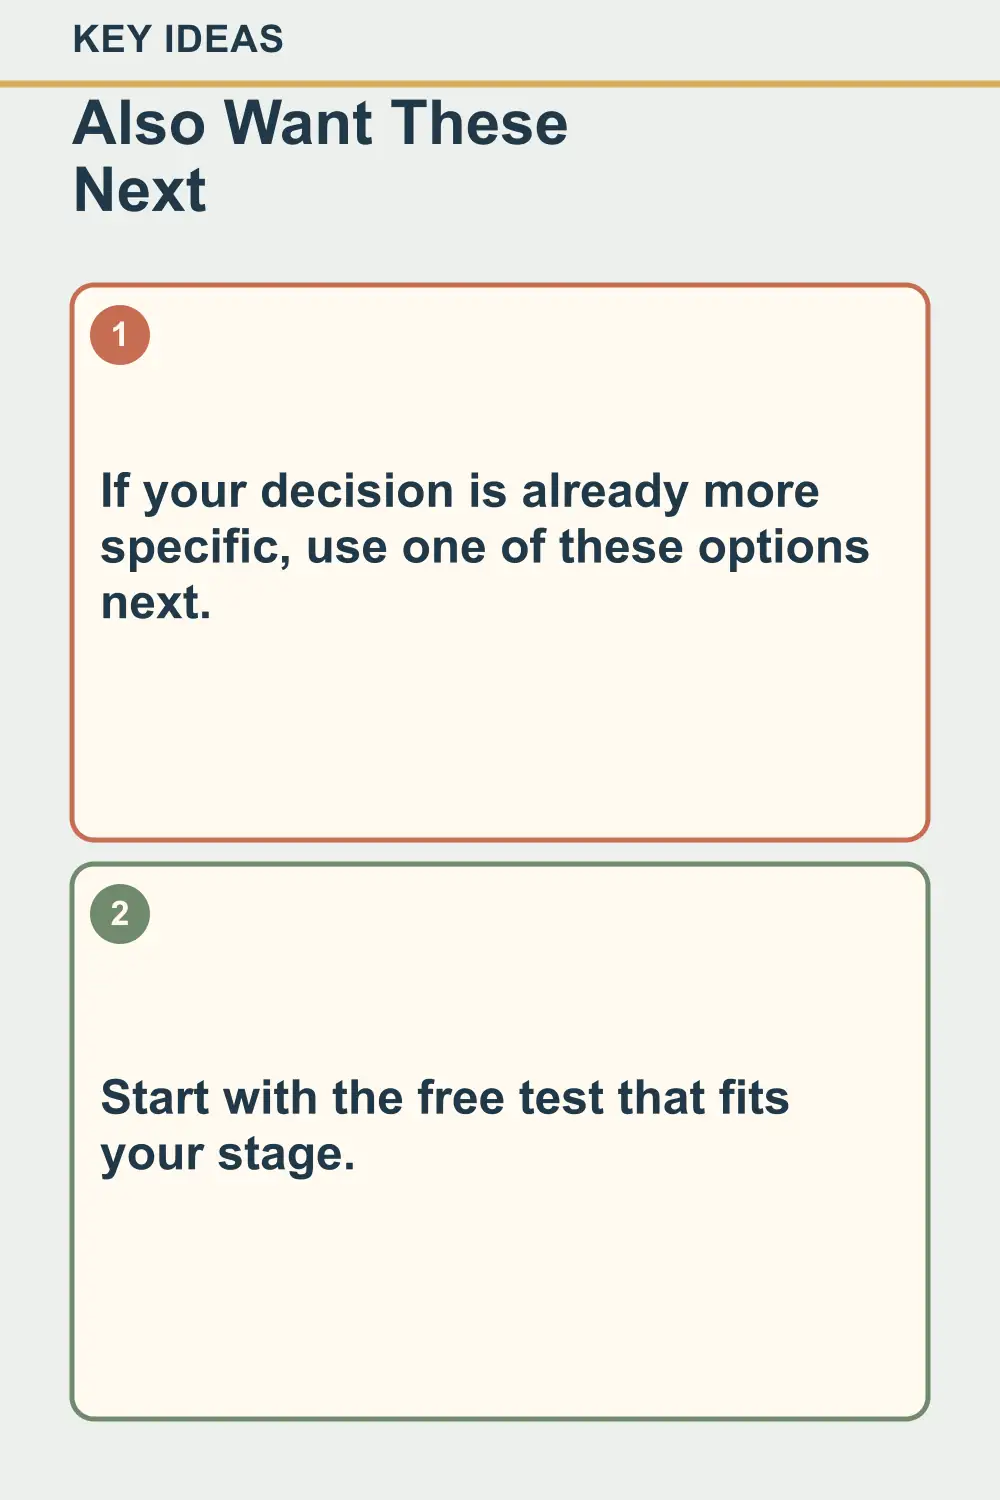 KEY IDEAS
Also Want These
Next
1
If your decision is already more
specific, use one of these options
next.
2
Start with the free test that fits
your stage.